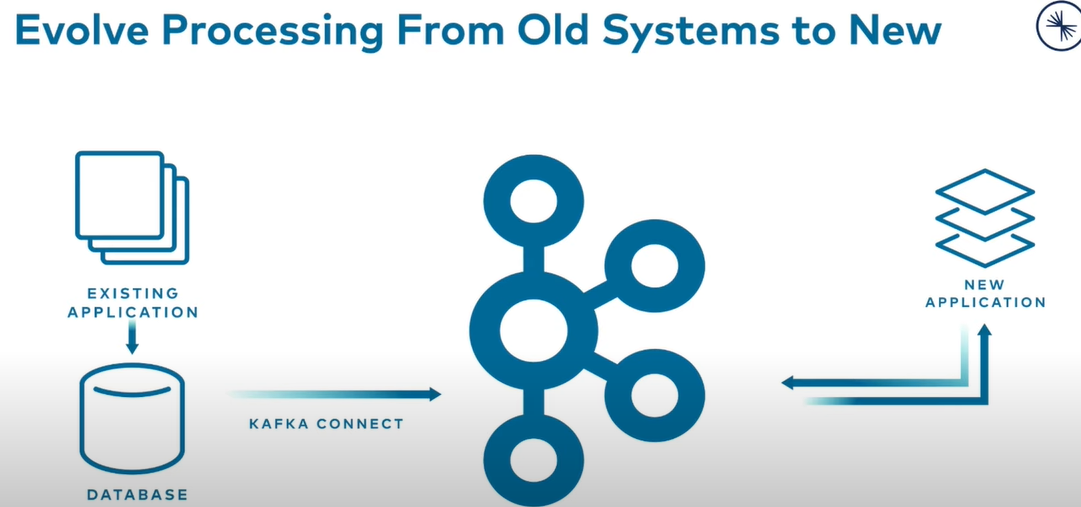 Evolve Processing From Old Systems to New
EXISTING
APPLICATION
DATABASE
KAFKA CONNECT
NEW
APPLICATION